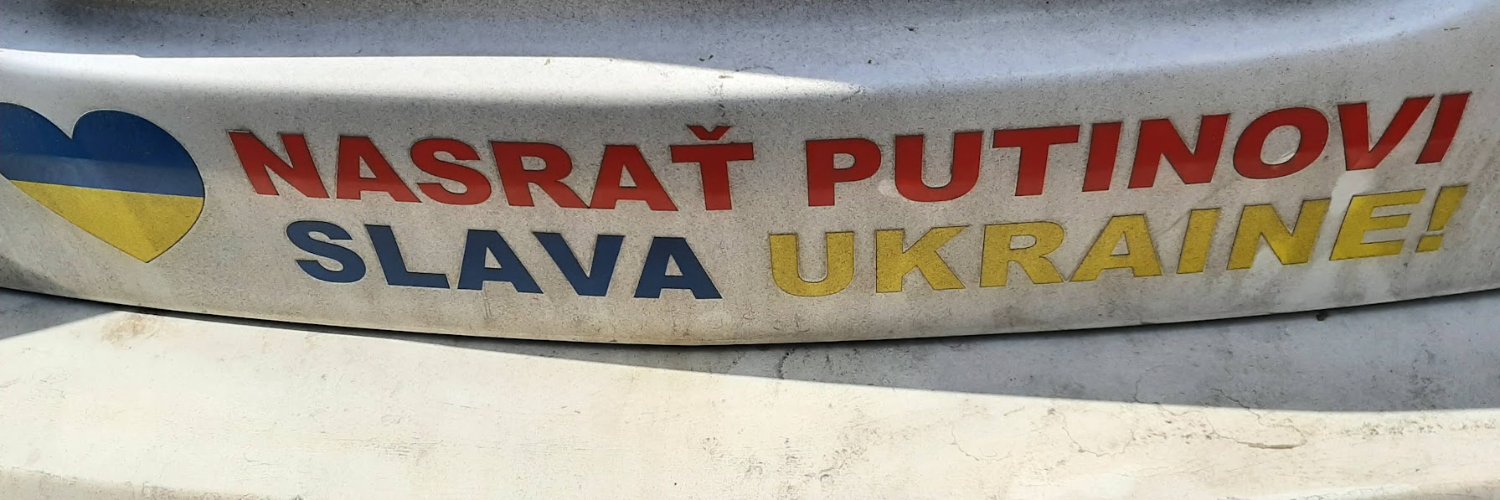 NASRAŤ PUTINOVI
SLAVA UKRAINE!